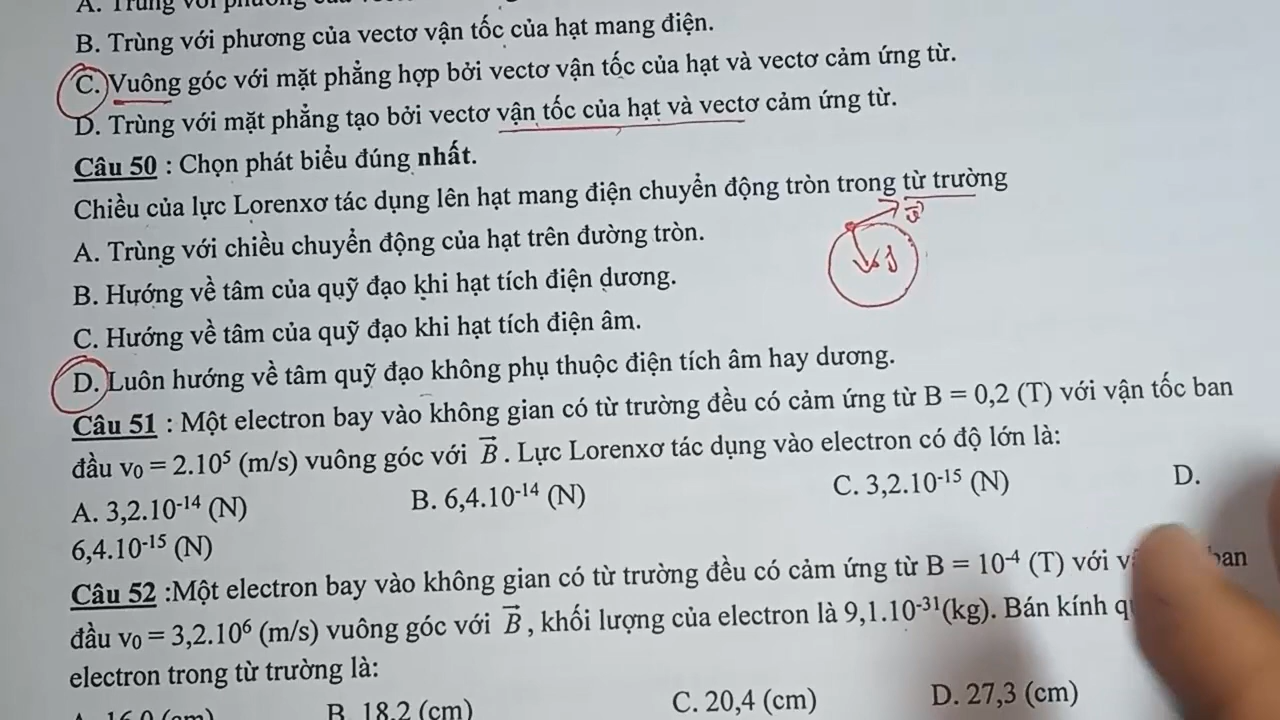 A. Trùng với phương của
B. Trùng với phương của vectơ vận tốc của hạt mang điện.
C. Vuông góc với mặt phẳng hợp bởi vectơ vận tốc của hạt và vectơ cảm ứng từ.
D. Trùng với mặt phẳng tạo bởi vectơ vận tốc của hạt và vectơ cảm ứng từ.
Câu 50 : Chọn phát biểu đúng nhất.
Chiều của lực Lorenxơ tác dụng lên hạt mang điện chuyển động tròn trong từ trường
A. Trùng với chiều chuyển động của hạt trên đường tròn.
B. Hướng về tâm của quỹ đạo khi hạt tích điện dương.
C. Hướng về tâm của quỹ đạo khi hạt tích điện âm.
D. Luôn hướng về tâm quỹ đạo không phụ thuộc điện tích âm hay dương.
Câu 51 : Một electron bay vào không gian có từ trường đều có cảm ứng từ B = 0,2 (T) với vận tốc ban
đầu v₀ = 2.10⁵ (m/s) vuông góc với B⃗ . Lực Lorenxơ tác dụng vào electron có độ lớn là:
A. 3,2.10⁻¹⁴ (N) B. 6,4.10⁻¹⁴ (N) C. 3,2.10⁻¹⁵ (N) D.
6,4.10⁻¹⁵ (N)
Câu 52 :Một electron bay vào không gian có từ trường đều có cảm ứng từ B = 10⁻⁴ (T) với ban
đầu v₀ = 3,2.10⁶ (m/s) vuông góc với B⃗ , khối lượng của electron là 9,1.10⁻³¹(kg). Bán kính
electron trong từ trường là:
A. 16,0 (cm) B. 18,2 (cm) C. 20,4 (cm) D. 27,3 (cm)